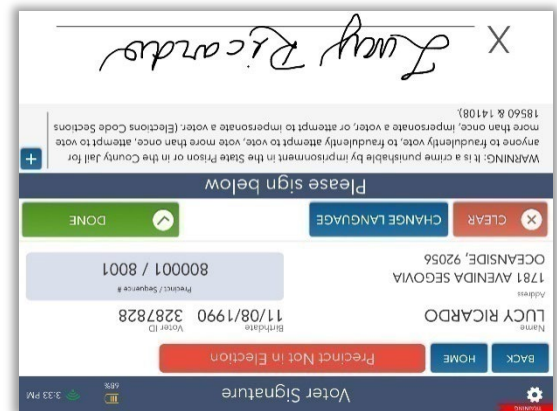 TRAINING
Voter Signature
68%
3:33 PM
BACK
HOME
Precinct Not in Election
Name
LUCY RICARDO
Birthdate
11/08/1990
Voter ID
3287828
Address
1781 AVENIDA SEGOVIA
OCEANSIDE, 92056
Precinct / Sequence #
800001 / 8001
CLEAR
CHANGE LANGUAGE
DONE
Please sign below
WARNING: It is a crime punishable by imprisonment in the State Prison or in the County Jail for
anyone to fraudulently vote, to fraudulently attempt to vote, vote more than once, attempt to vote
more than once, impersonate a voter, or attempt to impersonate a voter. (Elections Code Sections
18560 & 14108).
X Lucy Ricardo